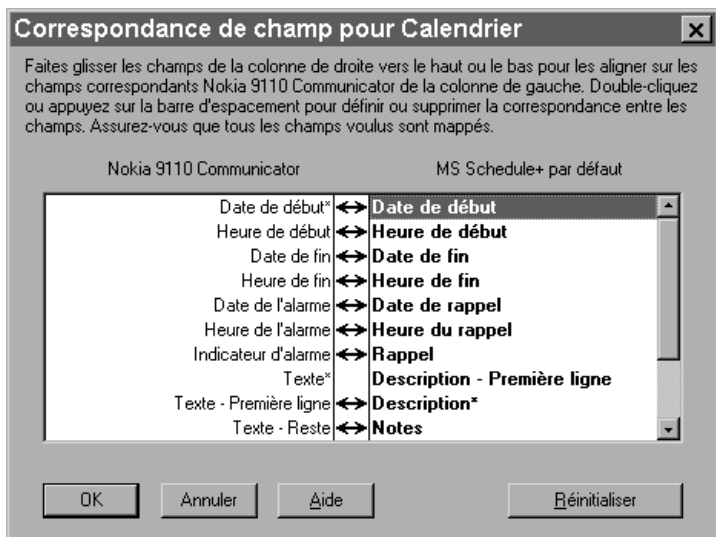 Correspondance de champ pour Calendrier
Faites glisser les champs de la colonne de droite vers le haut ou le bas pour les aligner sur les
champs correspondants Nokia 9110 Communicator de la colonne de gauche. Double-cliquez
ou appuyez sur la barre d'espacement pour définir ou supprimer la correspondance entre les
champs. Assurez-vous que tous les champs voulus sont mappés.
Nokia 9110 Communicator MS Schedule+ par défaut
Date de début* Date de début
Heure de début Heure de début
Date de fin Date de fin
Heure de fin Heure de fin
Date de l'alarme Date de rappel
Heure de l'alarme Heure du rappel
Indicateur d'alarme Rappel
Texte* Description - Première ligne
Texte - Première ligne Description*
Texte - Reste Notes
OK Annuler Aide Réinitialiser